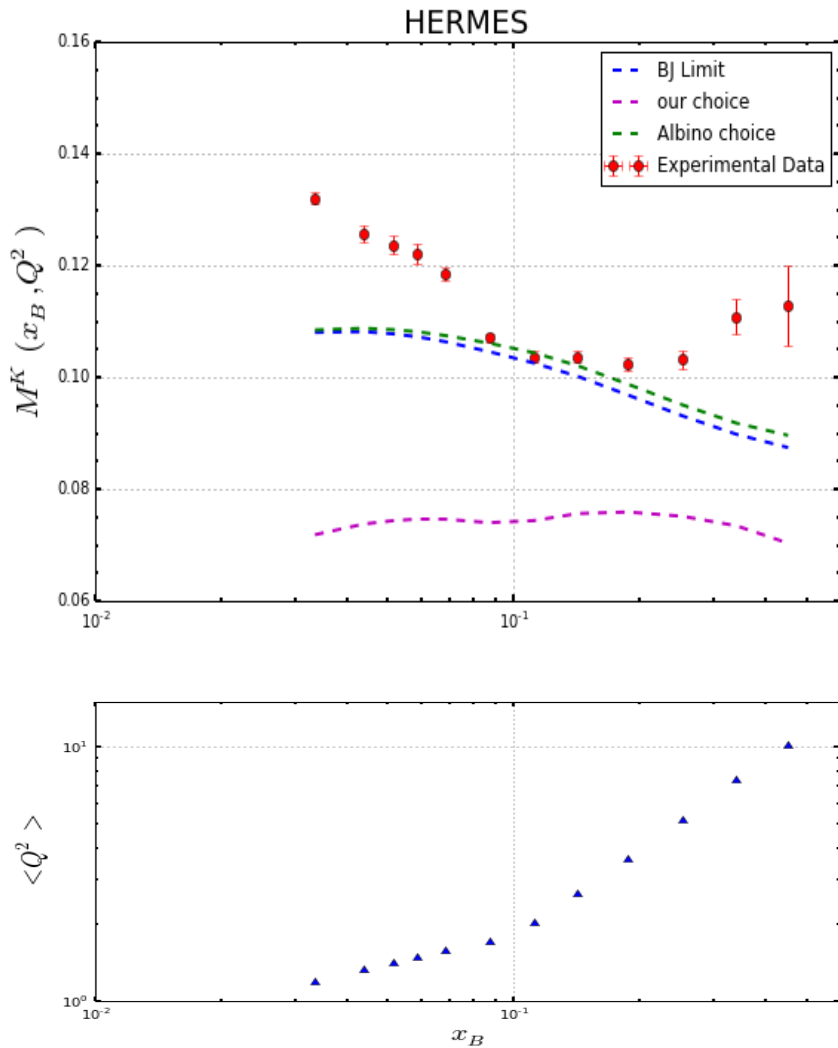 HERMES
0.16
0.14
0.12
0.10
0.08
0.06
M^K (x_B, Q^2)
BJ Limit
our choice
Albino choice
Experimental Data
10^-2
10^-1
10^1
10^0
<Q^2>
10^-2
10^-1
x_B